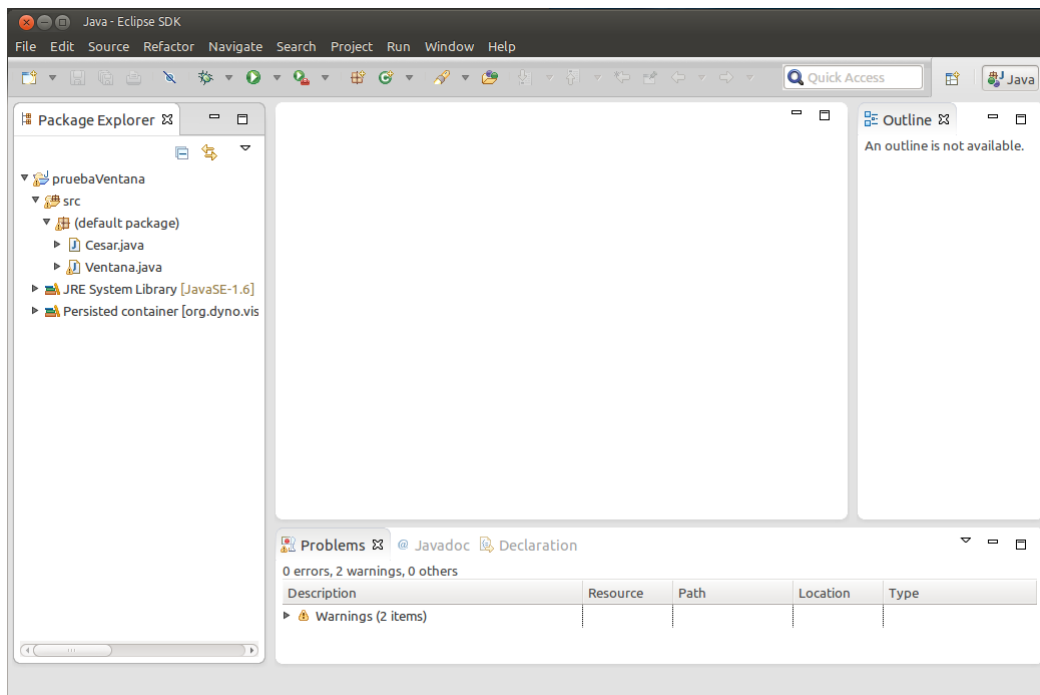 Java - Eclipse SDK
File Edit Source Refactor Navigate Search Project Run Window Help
Quick Access
Java
Package Explorer
pruebaVentana
src
(default package)
Cesar.java
Ventana.java
JRE System Library [JavaSE-1.6]
Persisted container [org.dyno.vis
Outline
An outline is not available.
Problems @ Javadoc Declaration
0 errors, 2 warnings, 0 others
Description Resource Path Location Type
Warnings (2 items)